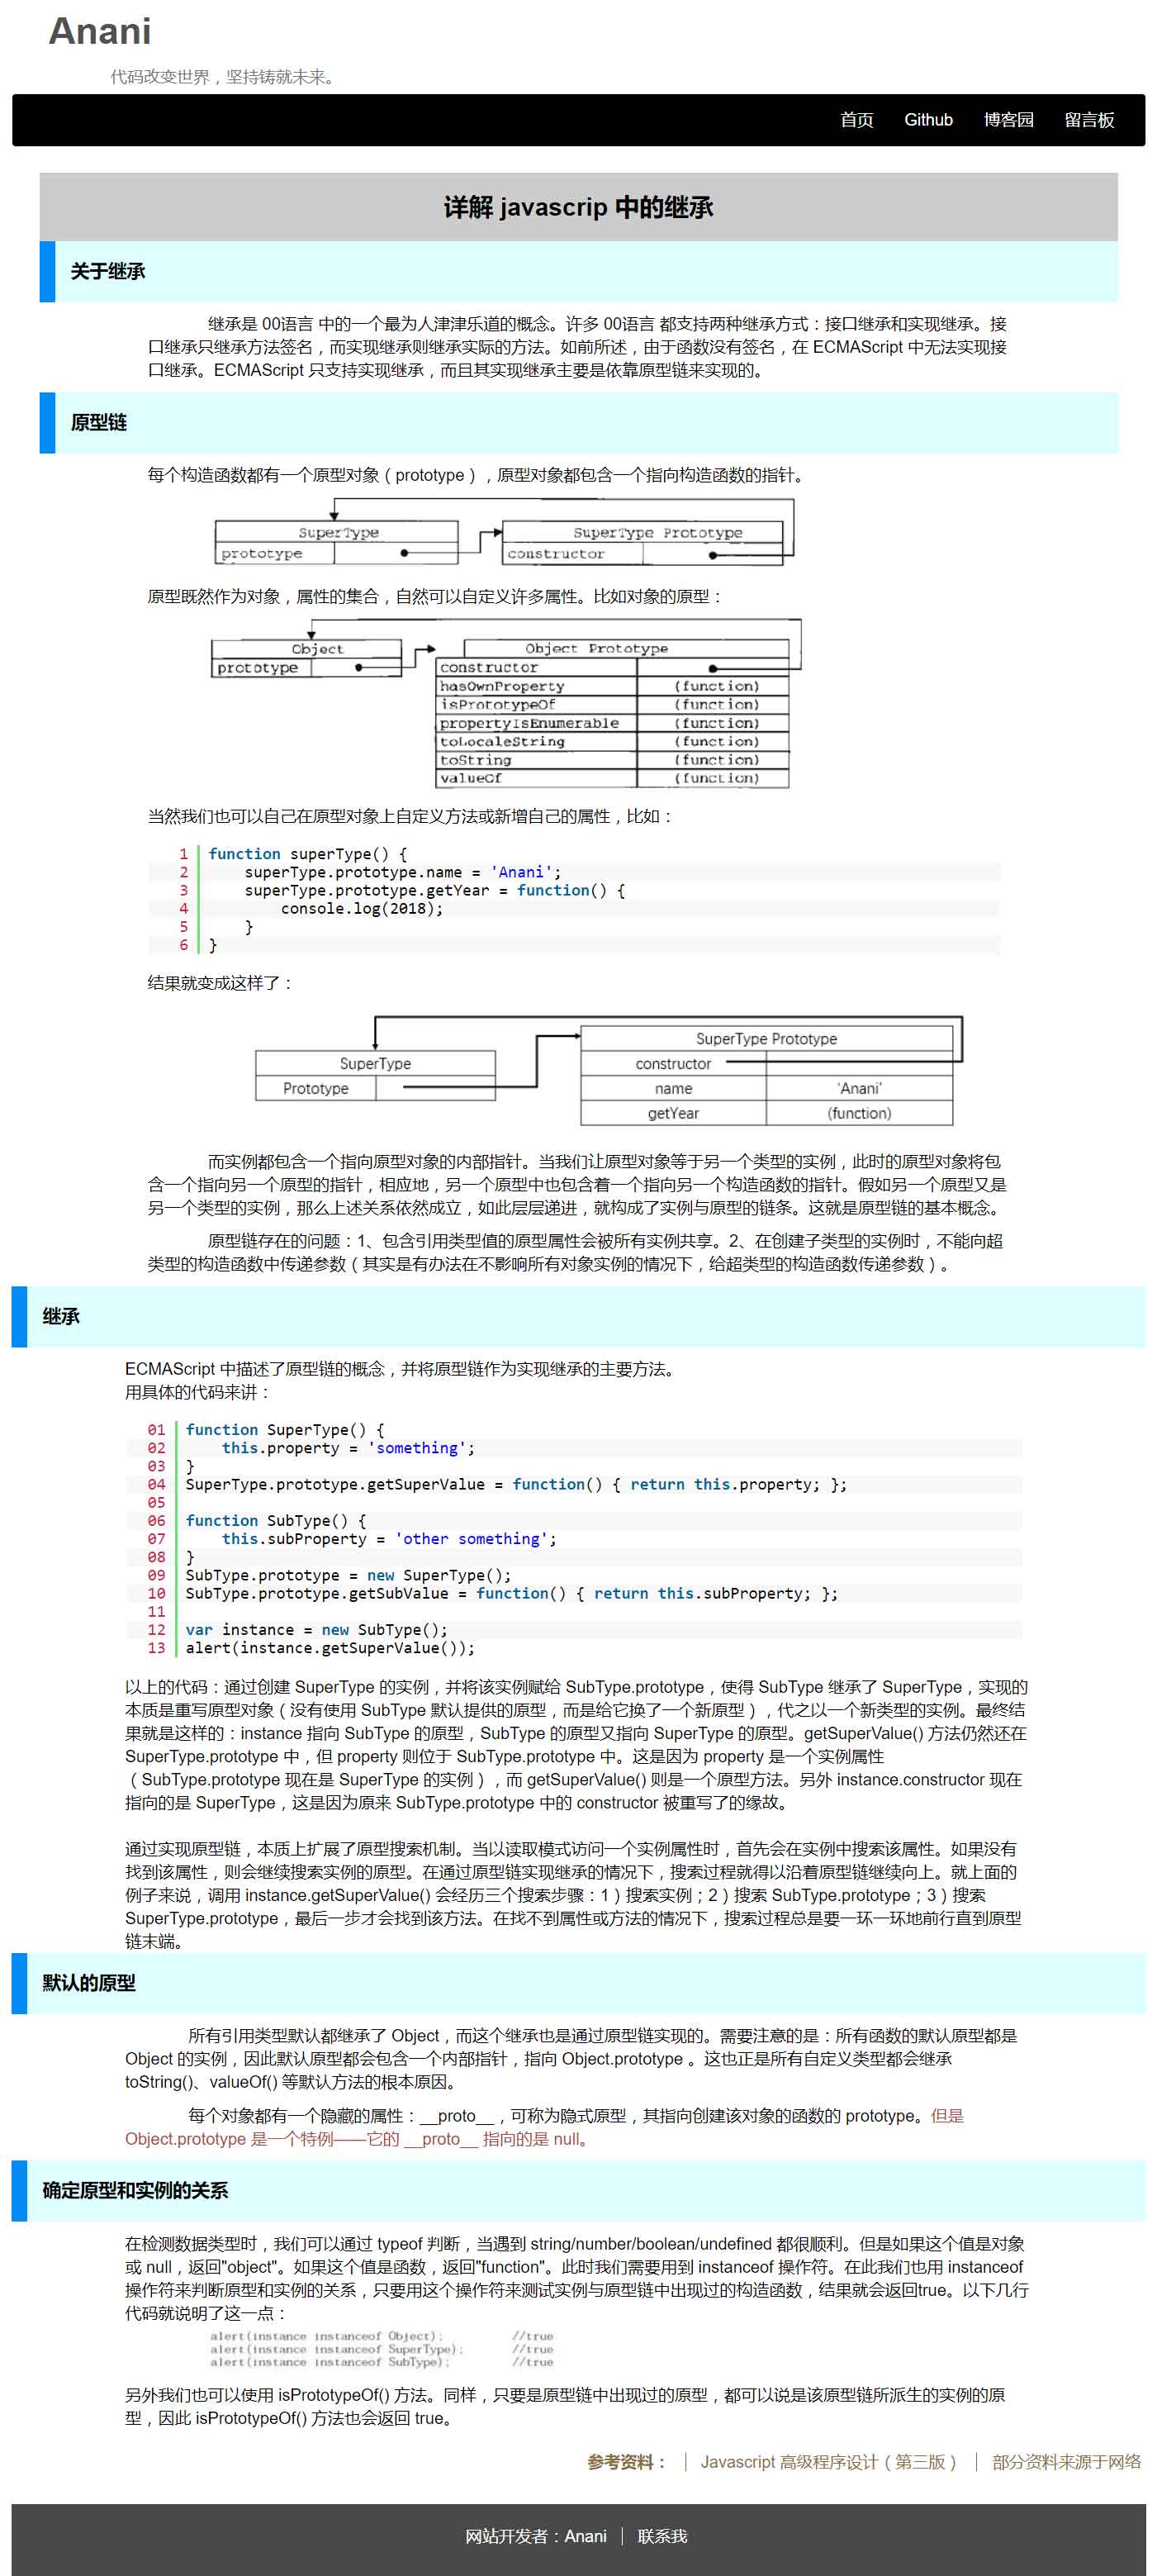 Anani
代码改变世界，坚持铸就未来。
首页 Github 博客园 留言板
详解 javascrip 中的继承
关于继承
继承是 00语言 中的一个最为人津津乐道的概念。许多 00语言 都支持两种继承方式：接口继承和实现继承。接
口继承只继承方法签名，而实现继承则继承实际的方法。如前所述，由于函数没有签名，在 ECMAScript 中无法实现接
口继承。ECMAScript 只支持实现继承，而且其实现继承主要是依靠原型链来实现的。
原型链
每个构造函数都有一个原型对象（prototype），原型对象都包含一个指向构造函数的指针。
SuperType
prototype
SuperType Prototype
constructor
原型既然作为对象，属性的集合，自然可以自定义许多属性。比如对象的原型：
Object
prototype
Object Prototype
constructor
hasOwnProperty (function)
isPrototypeOf (function)
propertyIsEnumerable (function)
toLocaleString (function)
toString (function)
valueOf (function)
当然我们也可以自己在原型对象上自定义方法或新增自己的属性，比如：
1 function superType() {
2 superType.prototype.name = 'Anani';
3 superType.prototype.getYear = function() {
4 console.log(2018);
5 }
6 }
结果就变成这样了：
SuperType
Prototype
SuperType Prototype
constructor
name 'Anani'
getYear (function)
而实例都包含一个指向原型对象的内部指针。当我们让原型对象等于另一个类型的实例，此时的原型对象将包
含一个指向另一个原型的指针，相应地，另一个原型中也包含着一个指向另一个构造函数的指针。假如另一个原型又是
另一个类型的实例，那么上述关系依然成立，如此层层递进，就构成了实例与原型的链条。这就是原型链的基本概念。
原型链存在的问题：1、包含引用类型值的原型属性会被所有实例共享。2、在创建子类型的实例时，不能向超
类型的构造函数中传递参数（其实是有办法在不影响所有对象实例的情况下，给超类型的构造函数传递参数）。
继承
ECMAScript 中描述了原型链的概念，并将原型链作为实现继承的主要方法。
用具体的代码来讲：
01 function SuperType() {
02 this.property = 'something';
03 }
04 SuperType.prototype.getSuperValue = function() { return this.property; };
05
06 function SubType() {
07 this.subProperty = 'other something';
08 }
09 SubType.prototype = new SuperType();
10 SubType.prototype.getSubValue = function() { return this.subProperty; };
11
12 var instance = new SubType();
13 alert(instance.getSuperValue());
以上的代码：通过创建 SuperType 的实例，并将该实例赋给 SubType.prototype，使得 SubType 继承了 SuperType，实现的
本质是重写原型对象（没有使用 SubType 默认提供的原型，而是给它换了一个新原型），代之以一个新类型的实例。最终结
果就是这样的：instance 指向 SubType 的原型，SubType 的原型又指向 SuperType 的原型。getSuperValue() 方法仍然还在
SuperType.prototype 中，但 property 则位于 SubType.prototype 中。这是因为 property 是一个实例属性
（SubType.prototype 现在是 SuperType 的实例），而 getSuperValue() 则是一个原型方法。另外 instance.constructor 现在
指向的是 SuperType，这是因为原来 SubType.prototype 中的 constructor 被重写了的缘故。
通过实现原型链，本质上扩展了原型搜索机制。当以读取模式访问一个实例属性时，首先会在实例中搜索该属性。如果没有
找到该属性，则会继续搜索实例的原型。在通过原型链实现继承的情况下，搜索过程就得以沿着原型链继续向上。就上面的
例子来说，调用 instance.getSuperValue() 会经历三个搜索步骤：1）搜索实例；2）搜索 SubType.prototype；3）搜索
SuperType.prototype，最后一步才会找到该方法。在找不到属性或方法的情况下，搜索过程总是要一环一环地前行直到原型
链末端。
默认的原型
所有引用类型默认都继承了 Object，而这个继承也是通过原型链实现的。需要注意的是：所有函数的默认原型都是
Object 的实例，因此默认原型都会包含一个内部指针，指向 Object.prototype 。这也正是所有自定义类型都会继承
toString()、valueOf() 等默认方法的根本原因。
每个对象都有一个隐藏的属性：__proto__，可称为隐式原型，其指向创建该对象的函数的 prototype。但是
Object.prototype 是一个特例——它的 __proto__ 指向的是 null。
确定原型和实例的关系
在检测数据类型时，我们可以通过 typeof 判断，当遇到 string/number/boolean/undefined 都很顺利。但是如果这个值是对象
或 null，返回"object"。如果这个值是函数，返回"function"。此时我们需要用到 instanceof 操作符。在此我们也用 instanceof
操作符来判断原型和实例的关系，只要用这个操作符来测试实例与原型链中出现过的构造函数，结果就会返回true。以下几行
代码就说明了这一点：
alert(instance instanceof Object); //true
alert(instance instanceof SuperType); //true
alert(instance instanceof SubType); //true
另外我们也可以使用 isPrototypeOf() 方法。同样，只要是原型链中出现过的原型，都可以说是该原型链所派生的实例的原
型，因此 isPrototypeOf() 方法也会返回 true。
参考资料： | Javascript 高级程序设计（第三版） | 部分资料来源于网络
网站开发者：Anani | 联系我